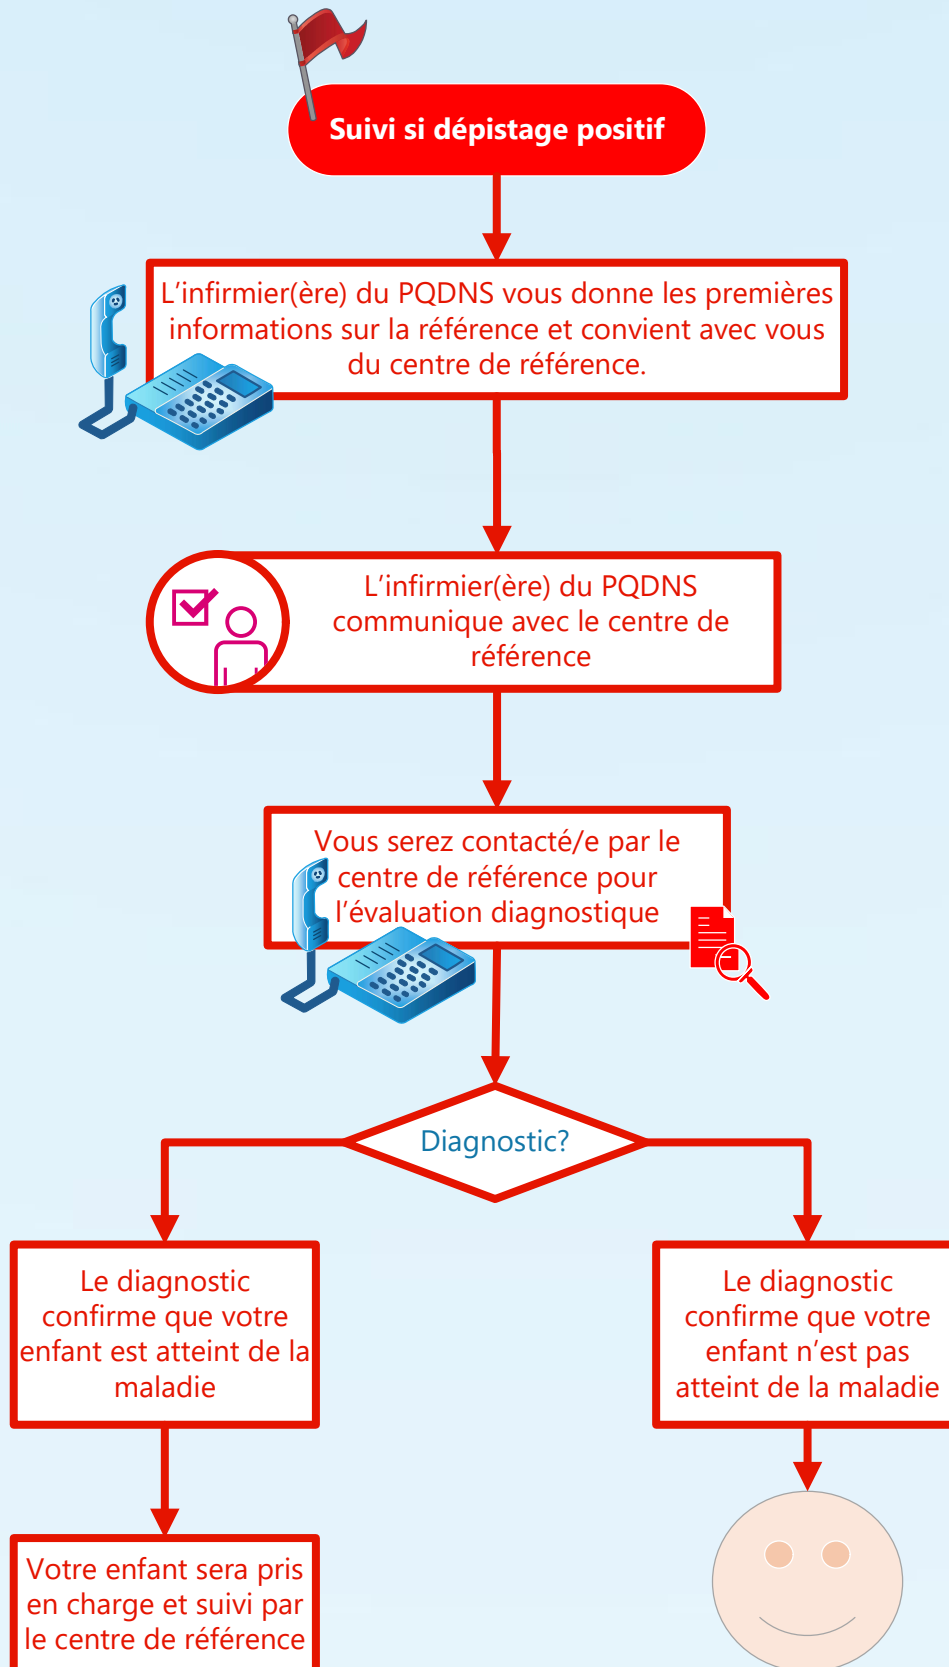 Suivi si dépistage positif
L’infirmier(ère) du PQDNS vous donne les premières
informations sur la référence et convient avec vous
du centre de référence.
L’infirmier(ère) du PQDNS
communique avec le centre de
référence
Vous serez contacté/e par le
centre de référence pour
l’évaluation diagnostique
Diagnostic?
Le diagnostic
confirme que votre
enfant est atteint de la
maladie
Le diagnostic
confirme que votre
enfant n’est pas
atteint de la maladie
Votre enfant sera pris
en charge et suivi par
le centre de référence